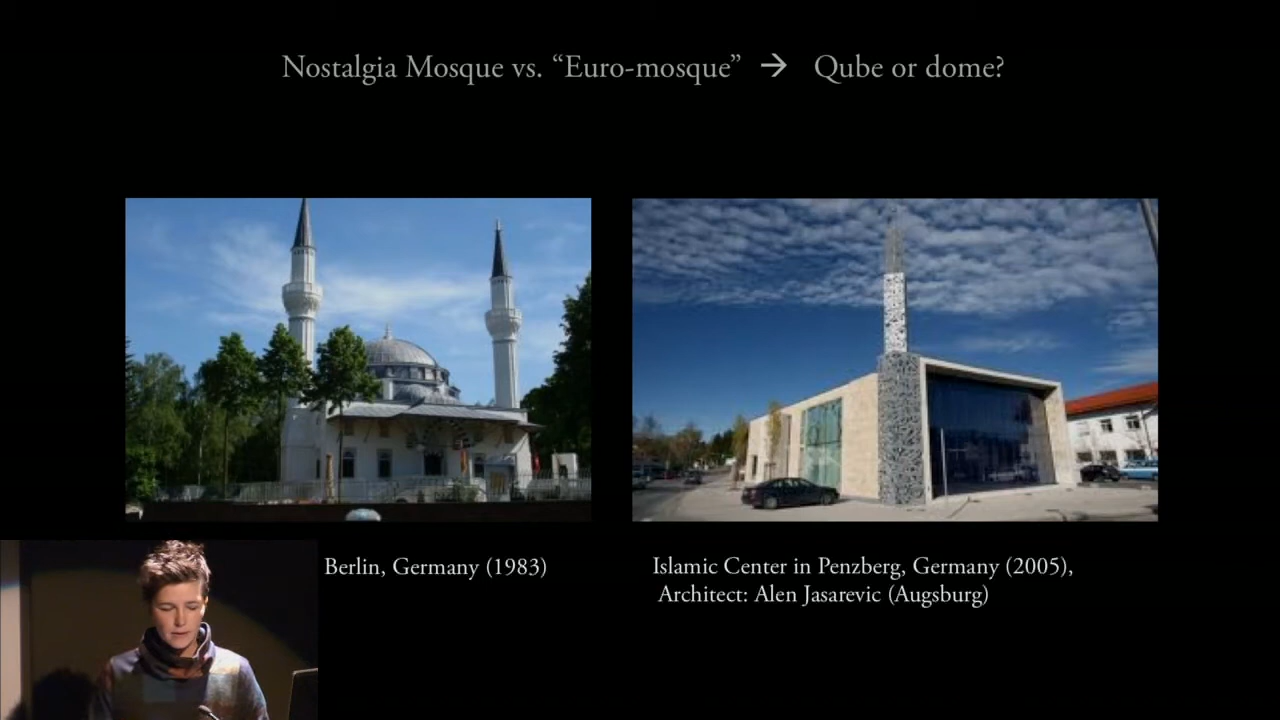 Nostalgia Mosque vs. “Euro-mosque” → Qube or dome?
Berlin, Germany (1983)
Islamic Center in Penzberg, Germany (2005),
Architect: Alen Jasarevic (Augsburg)